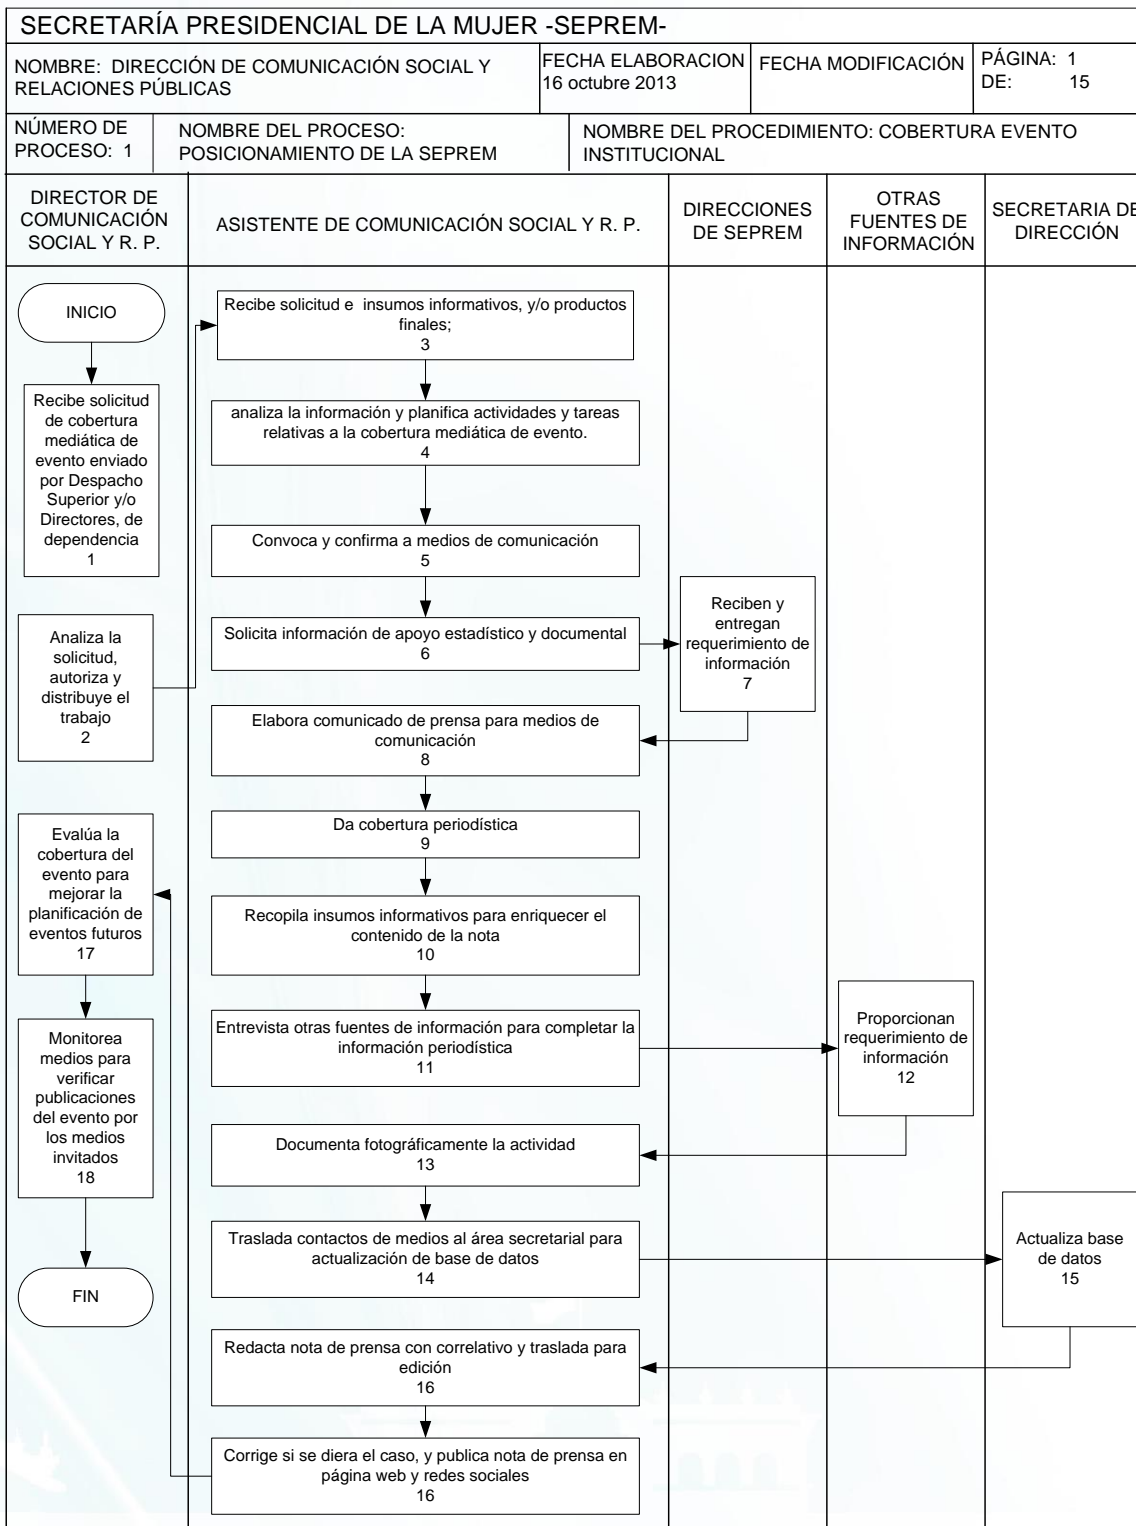 SECRETARÍA PRESIDENCIAL DE LA MUJER -SEPREM-
NOMBRE: DIRECCIÓN DE COMUNICACIÓN SOCIAL Y
RELACIONES PÚBLICAS
FECHA ELABORACION
16 octubre 2013
FECHA MODIFICACIÓN
PÁGINA: 1
DE: 15
NÚMERO DE
PROCESO: 1
NOMBRE DEL PROCESO:
POSICIONAMIENTO DE LA SEPREM
NOMBRE DEL PROCEDIMIENTO: COBERTURA EVENTO
INSTITUCIONAL
DIRECTOR DE
COMUNICACIÓN
SOCIAL Y R. P.
ASISTENTE DE COMUNICACIÓN SOCIAL Y R. P.
DIRECCIONES
DE SEPREM
OTRAS
FUENTES DE
INFORMACIÓN
SECRETARIA DE
DIRECCIÓN
INICIO
Recibe solicitud
de cobertura
mediática de
evento enviado
por Despacho
Superior y/o
Directores, de
dependencia
1
Analiza la
solicitud,
autoriza y
distribuye el
trabajo
2
Recibe solicitud e insumos informativos, y/o productos
finales;
3
analiza la información y planifica actividades y tareas
relativas a la cobertura mediática de evento.
4
Convoca y confirma a medios de comunicación
5
Solicita información de apoyo estadístico y documental
6
Reciben y
entregan
requerimiento de
información
7
Elabora comunicado de prensa para medios de
comunicación
8
Da cobertura periodística
9
Recopila insumos informativos para enriquecer el
contenido de la nota
10
Entrevista otras fuentes de información para completar la
información periodística
11
Proporcionan
requerimiento de
información
12
Documenta fotográficamente la actividad
13
Traslada contactos de medios al área secretarial para
actualización de base de datos
14
Actualiza base
de datos
15
Redacta nota de prensa con correlativo y traslada para
edición
16
Corrige si se diera el caso, y publica nota de prensa en
página web y redes sociales
16
Evalúa la
cobertura del
evento para
mejorar la
planificación de
eventos futuros
17
Monitorea
medios para
verificar
publicaciones
del evento por
los medios
invitados
18
FIN